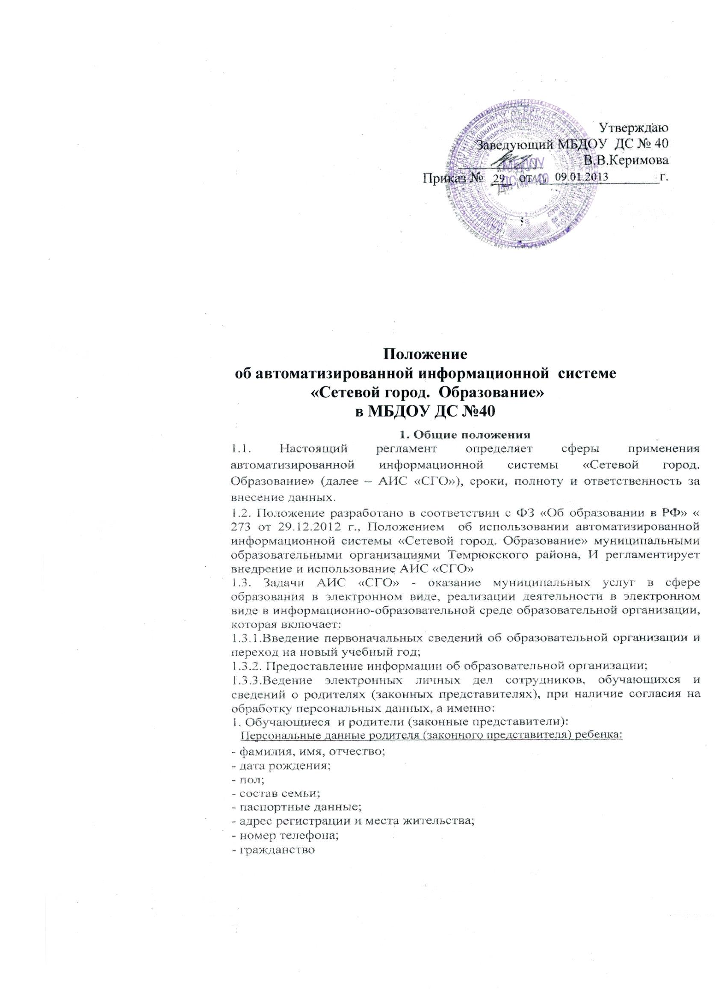 Утверждаю
Заведующий МБДОУ ДС № 40
В.В.Керимова
Приказ № 29 от 09.01.2013 г.
МБДОУ
ДС № 40
Положение
об автоматизированной информационной системе
«Сетевой город. Образование»
в МБДОУ ДС №40
1. Общие положения
1.1. Настоящий регламент определяет сферы применения
автоматизированной информационной системы «Сетевой город.
Образование» (далее – АИС «СГО»), сроки, полноту и ответственность за
внесение данных.
1.2. Положение разработано в соответствии с ФЗ «Об образовании в РФ» «
273 от 29.12.2012 г., Положением об использовании автоматизированной
информационной системы «Сетевой город. Образование» муниципальными
образовательными организациями Темрюкского района, И регламентирует
внедрение и использование АИС «СГО»
1.3. Задачи АИС «СГО» - оказание муниципальных услуг в сфере
образования в электронном виде, реализации деятельности в электронном
виде в информационно-образовательной среде образовательной организации,
которая включает:
1.3.1.Введение первоначальных сведений об образовательной организации и
переход на новый учебный год;
1.3.2. Предоставление информации об образовательной организации;
1.3.3.Ведение электронных личных дел сотрудников, обучающихся и
сведений о родителях (законных представителях), при наличие согласия на
обработку персональных данных, а именно:
1. Обучающиеся и родители (законные представители):
Персональные данные родителя (законного представителя) ребенка:
- фамилия, имя, отчество;
- дата рождения;
- пол;
- состав семьи;
- паспортные данные;
- адрес регистрации и места жительства;
- номер телефона;
- гражданство